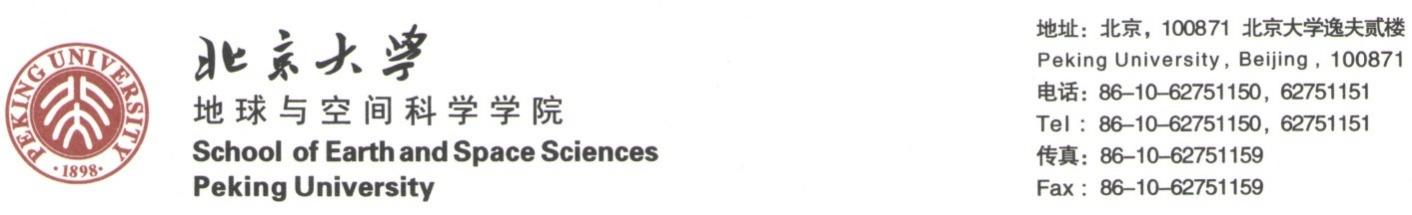 PEKING UNIVERSITY
·1898·
北京大学
地球与空间科学学院
School of Earth and Space Sciences
Peking University
地址：北京，100871 北京大学逸夫贰楼
Peking University, Beijing, 100871
电话：86-10-62751150，62751151
Tel : 86-10-62751150, 62751151
传真：86-10-62751159
Fax : 86-10-62751159